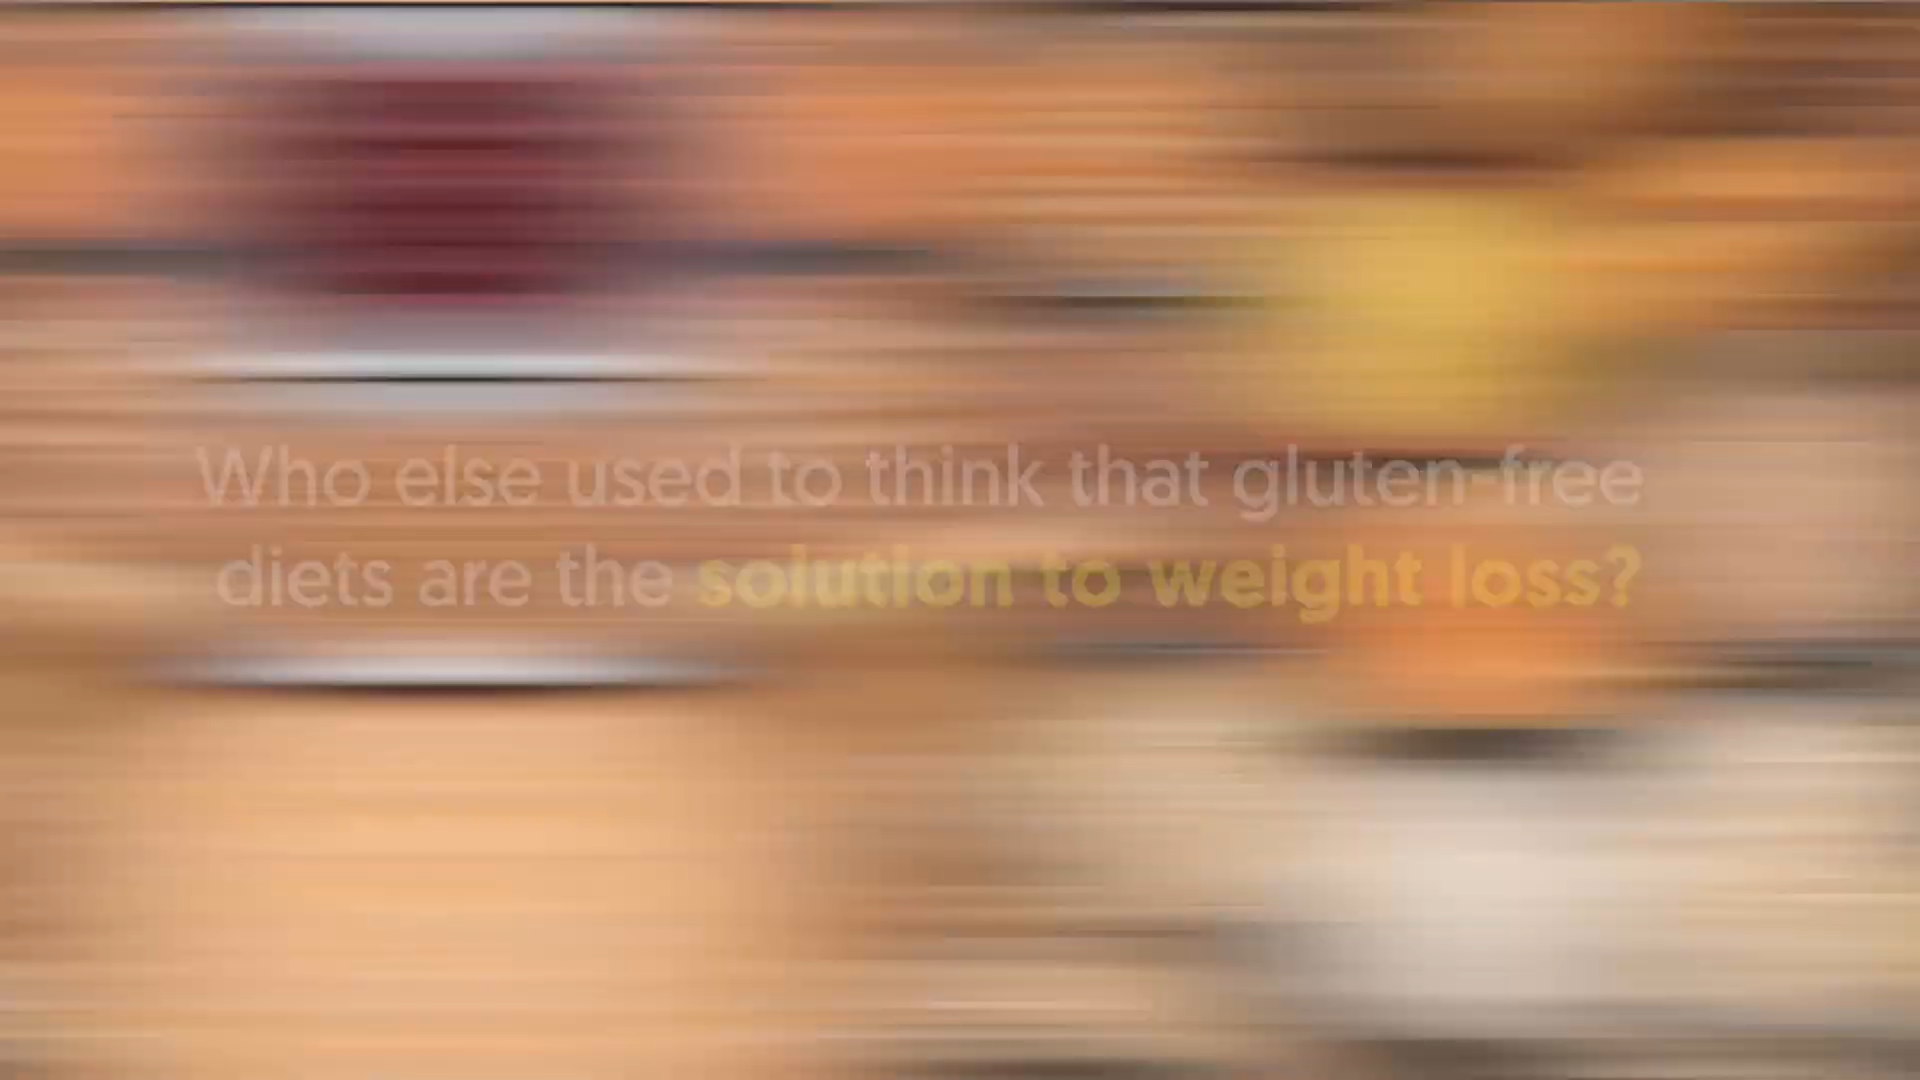 Who else used to think that gluten-free
diets are the solution to weight loss?